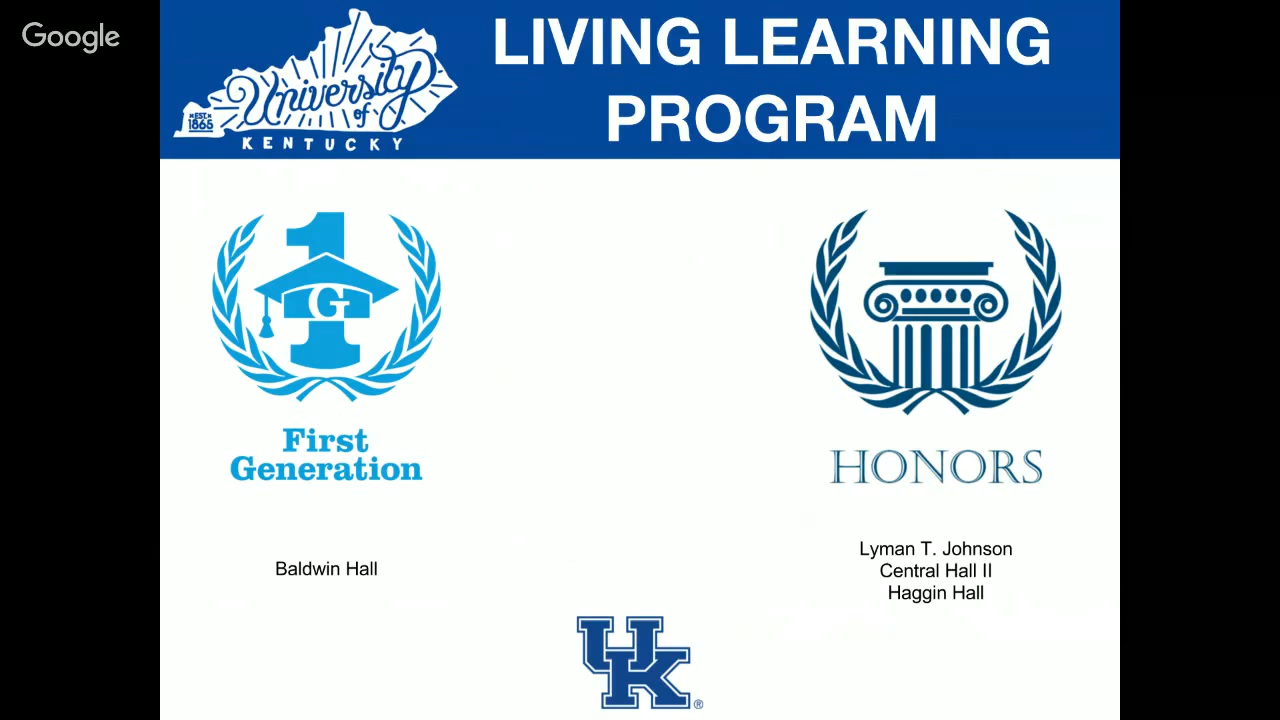 Google
University
of
KENTUCKY
EST.
1865
LIVING LEARNING
PROGRAM
1
G
First
Generation
Baldwin Hall
HONORS
Lyman T. Johnson
Central Hall II
Haggin Hall
UK®